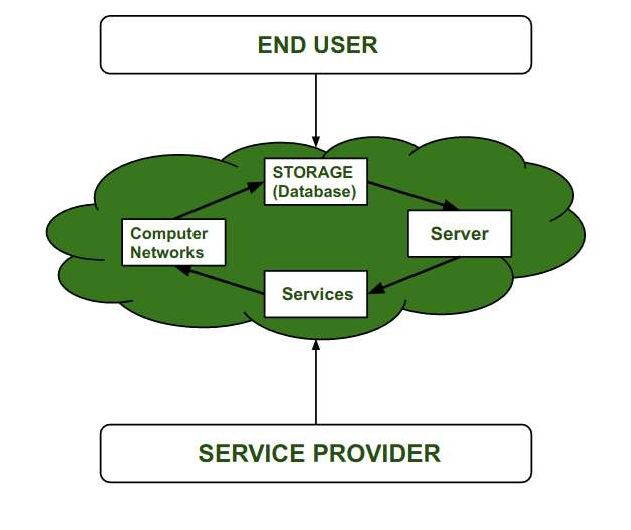 END USER
STORAGE
(Database)
Computer
Networks
Server
Services
SERVICE PROVIDER